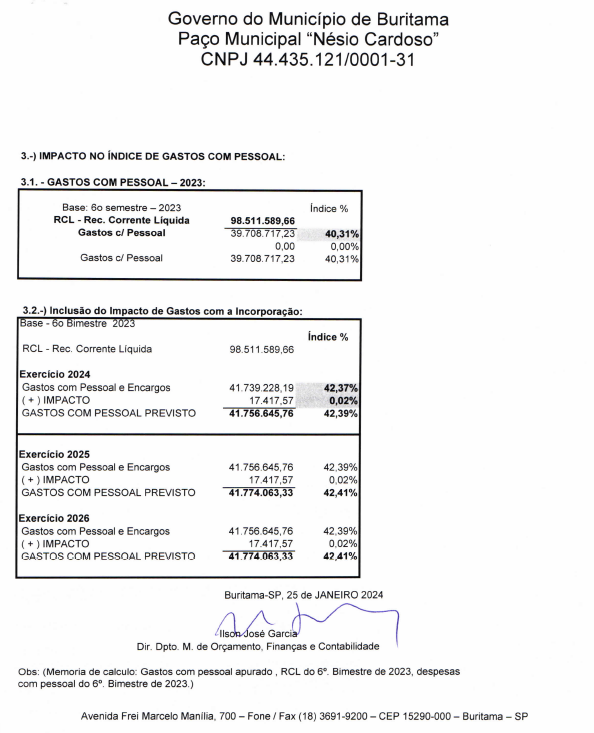 Governo do Município de Buritama
Paço Municipal “Nésio Cardoso”
CNPJ 44.435.121/0001-31
3.-) IMPACTO NO ÍNDICE DE GASTOS COM PESSOAL:
3.1. - GASTOS COM PESSOAL – 2023:
Base: 6o semestre – 2023 Índice %
RCL - Rec. Corrente Líquida 98.511.589,66
Gastos c/ Pessoal 39.708.717,23 40,31%
0,00 0,00%
Gastos c/ Pessoal 39.708.717,23 40,31%
3.2.-) Inclusão do Impacto de Gastos com a Incorporação:
Base - 6o Bimestre 2023
Índice %
RCL - Rec. Corrente Líquida 98.511.589,66
Exercício 2024
Gastos com Pessoal e Encargos 41.739.228,19 42,37%
( + ) IMPACTO 17.417,57 0,02%
GASTOS COM PESSOAL PREVISTO 41.756.645,76 42,39%
Exercício 2025
Gastos com Pessoal e Encargos 41.756.645,76 42,39%
( + ) IMPACTO 17.417,57 0,02%
GASTOS COM PESSOAL PREVISTO 41.774.063,33 42,41%
Exercício 2026
Gastos com Pessoal e Encargos 41.756.645,76 42,39%
( + ) IMPACTO 17.417,57 0,02%
GASTOS COM PESSOAL PREVISTO 41.774.063,33 42,41%
Buritama-SP, 25 de JANEIRO 2024
Ilson José Garcia
Dir. Dpto. M. de Orçamento, Finanças e Contabilidade
Obs: (Memoria de calculo: Gastos com pessoal apurado , RCL do 6º. Bimestre de 2023, despesas
com pessoal do 6º. Bimestre de 2023.)
Avenida Frei Marcelo Manília, 700 – Fone / Fax (18) 3691-9200 – CEP 15290-000 – Buritama – SP